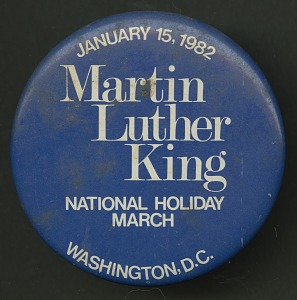 JANUARY 15, 1982
Martin
Luther
King
NATIONAL HOLIDAY
MARCH
WASHINGTON, D.C.